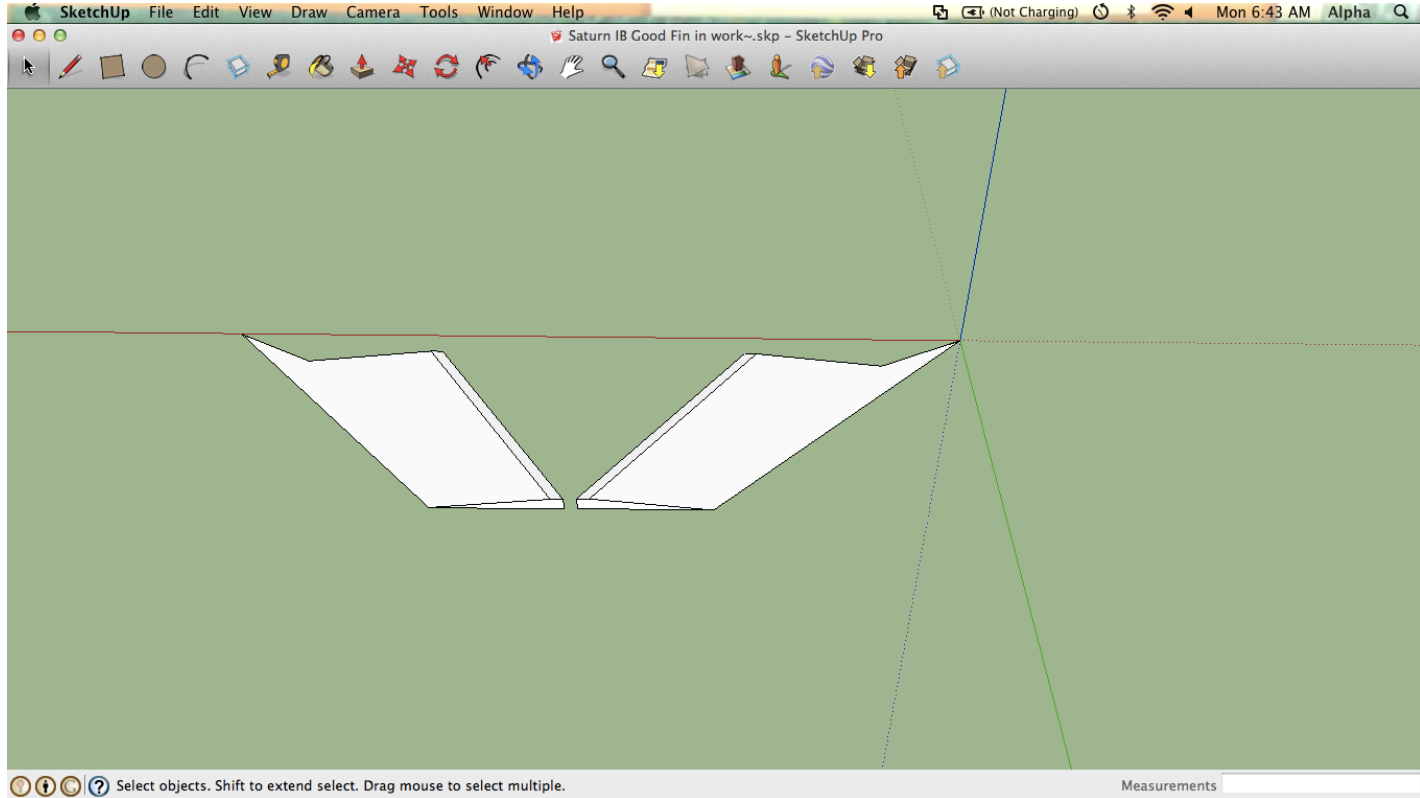 SketchUp File Edit View Draw Camera Tools Window Help (Not Charging) Mon 6:43 AM Alpha
Saturn IB Good Fin in work~.skp – SketchUp Pro
Select objects. Shift to extend select. Drag mouse to select multiple. Measurements